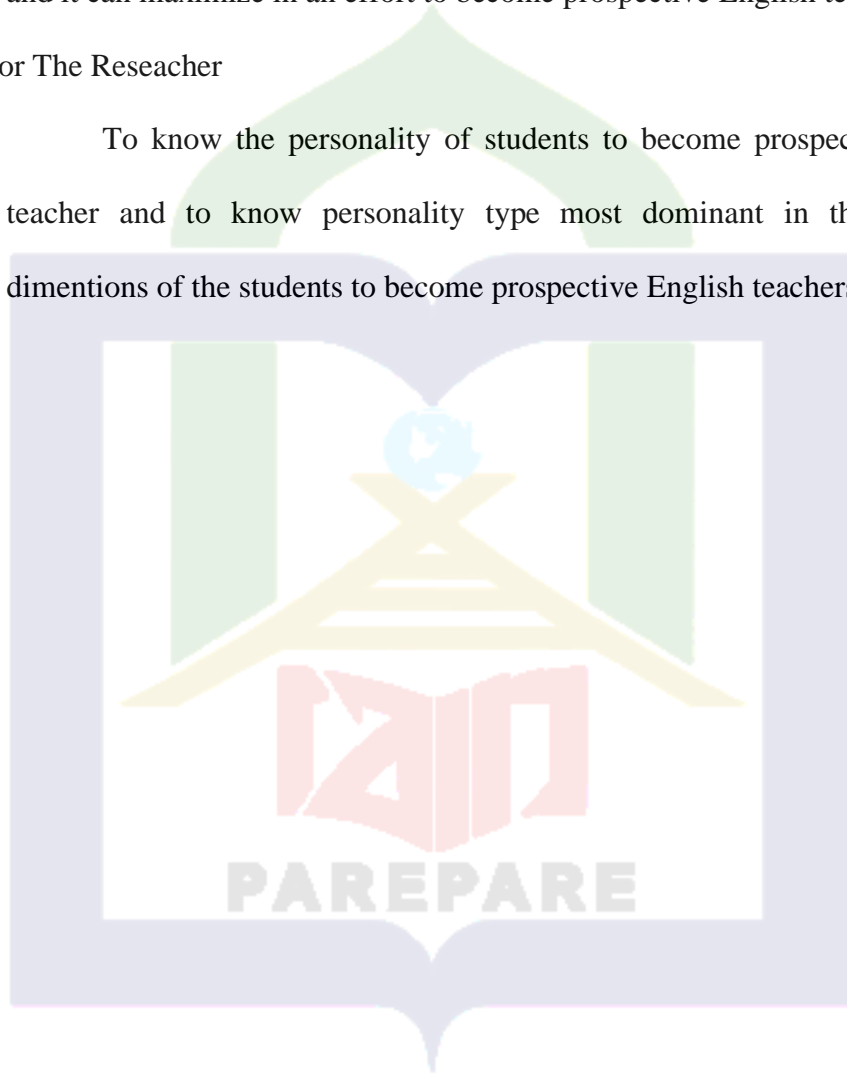 and it can maximize in an effort to become prospective English te
or The Reseacher
To know the personality of students to become prospec
teacher and to know personality type most dominant in th
dimentions of the students to become prospective English teachers
iain
PAREPARE